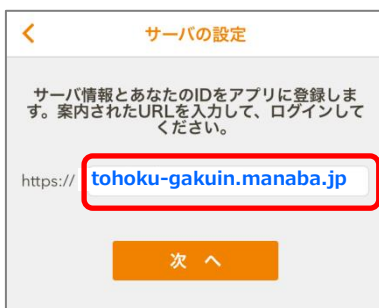 サーバの設定
サーバ情報とあなたのIDをアプリに登録しま
す。案内されたURLを入力して、ログインして
ください。
https:// tohoku-gakuin.manaba.jp
次 へ